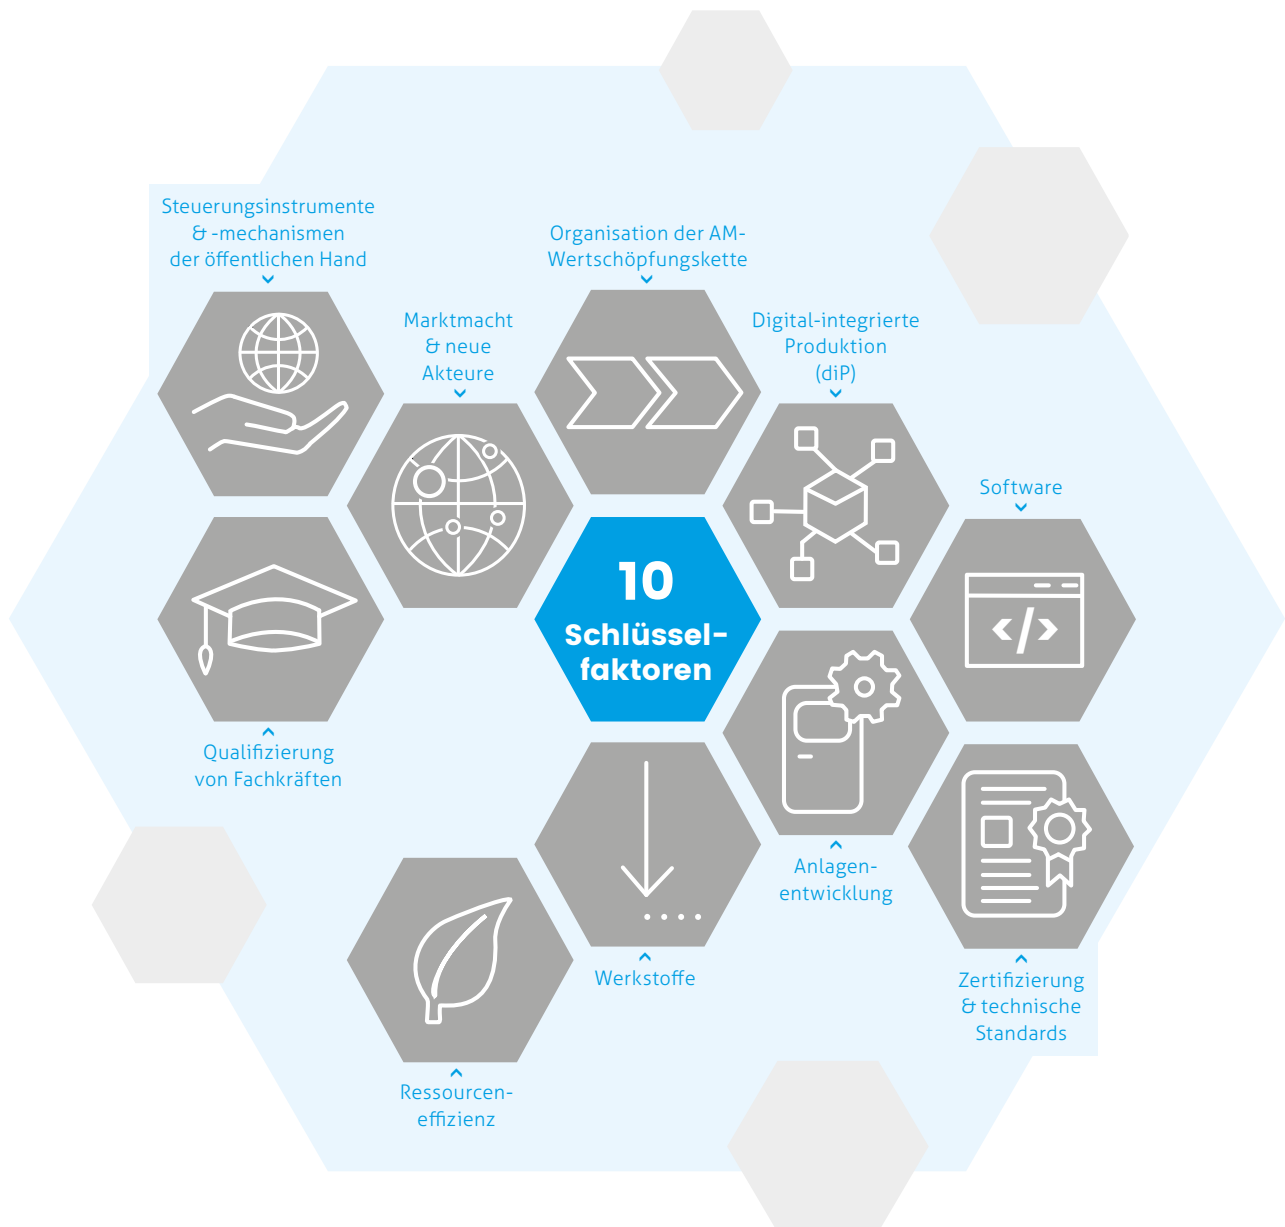 Steuerungsinstrumente
& -mechanismen
der öffentlichen Hand
Marktmacht
& neue
Akteure
Organisation der AM-
Wertschöpfungskette
Digital-integrierte
Produktion
(diP)
Software
10
Schlüssel-
faktoren
</>
Qualifizierung
von Fachkräften
Anlagen-
entwicklung
Werkstoffe
Zertifizierung
& technische
Standards
Ressourcen-
effizienz